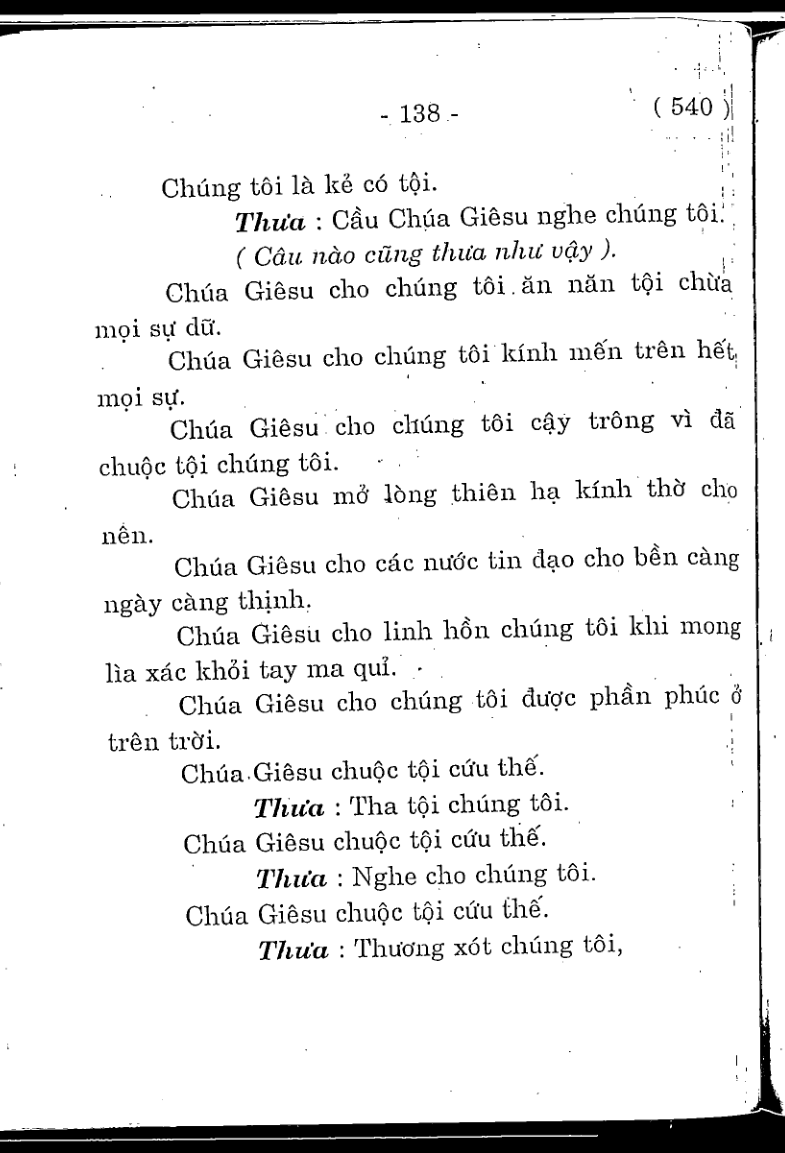 - 138 -
( 540 )
Chúng tôi là kẻ có tội.
Thưa : Cầu Chúa Giêsu nghe chúng tôi.
( Câu nào cũng thưa như vậy ).
Chúa Giêsu cho chúng tôi ăn năn tội chừa
mọi sự dữ.
Chúa Giêsu cho chúng tôi kính mến trên hết
mọi sự.
Chúa Giêsu cho chúng tôi cậy trông vì đã
chuộc tội chúng tôi.
Chúa Giêsu mở lòng thiên hạ kính thờ cho
nên.
Chúa Giêsu cho các nước tin đạo cho bền càng
ngày càng thịnh.
Chúa Giêsu cho linh hồn chúng tôi khi mong
lìa xác khỏi tay ma quỉ.
Chúa Giêsu cho chúng tôi được phần phúc ở
trên trời.
Chúa Giêsu chuộc tội cứu thế.
Thưa : Tha tội chúng tôi.
Chúa Giêsu chuộc tội cứu thế.
Thưa : Nghe cho chúng tôi.
Chúa Giêsu chuộc tội cứu thế.
Thưa : Thương xót chúng tôi,